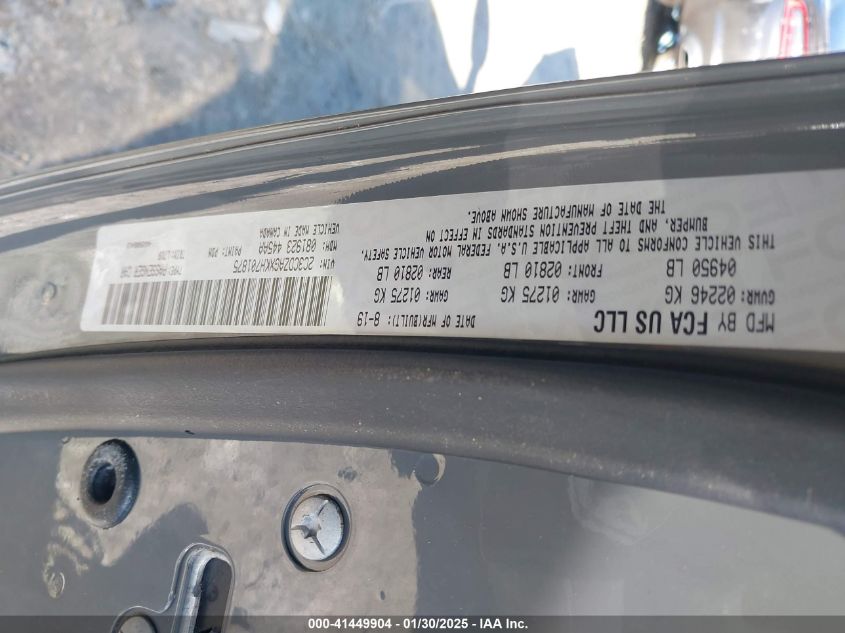 MFD BY FCA US LLC DATE OF MFR(BUILT): 8-19
GVWR: 02246 KG GAWR: 01275 KG GAWR: 01275 KG
04950 LB FRONT: 02810 LB REAR: 02810 LB
THIS VEHICLE CONFORMS TO ALL APPLICABLE U.S.A. FEDERAL MOTOR VEHICLE SAFETY,
BUMPER, AND THEFT PREVENTION STANDARDS IN EFFECT ON
THE DATE OF MANUFACTURE SHOWN ABOVE.
VIN: TYPE: PASSENGER CAR
MDH: 081923 PAINT: PDN
VEHICLE MADE IN CANADA
000-41449904 - 01/30/2025 - IAA Inc.